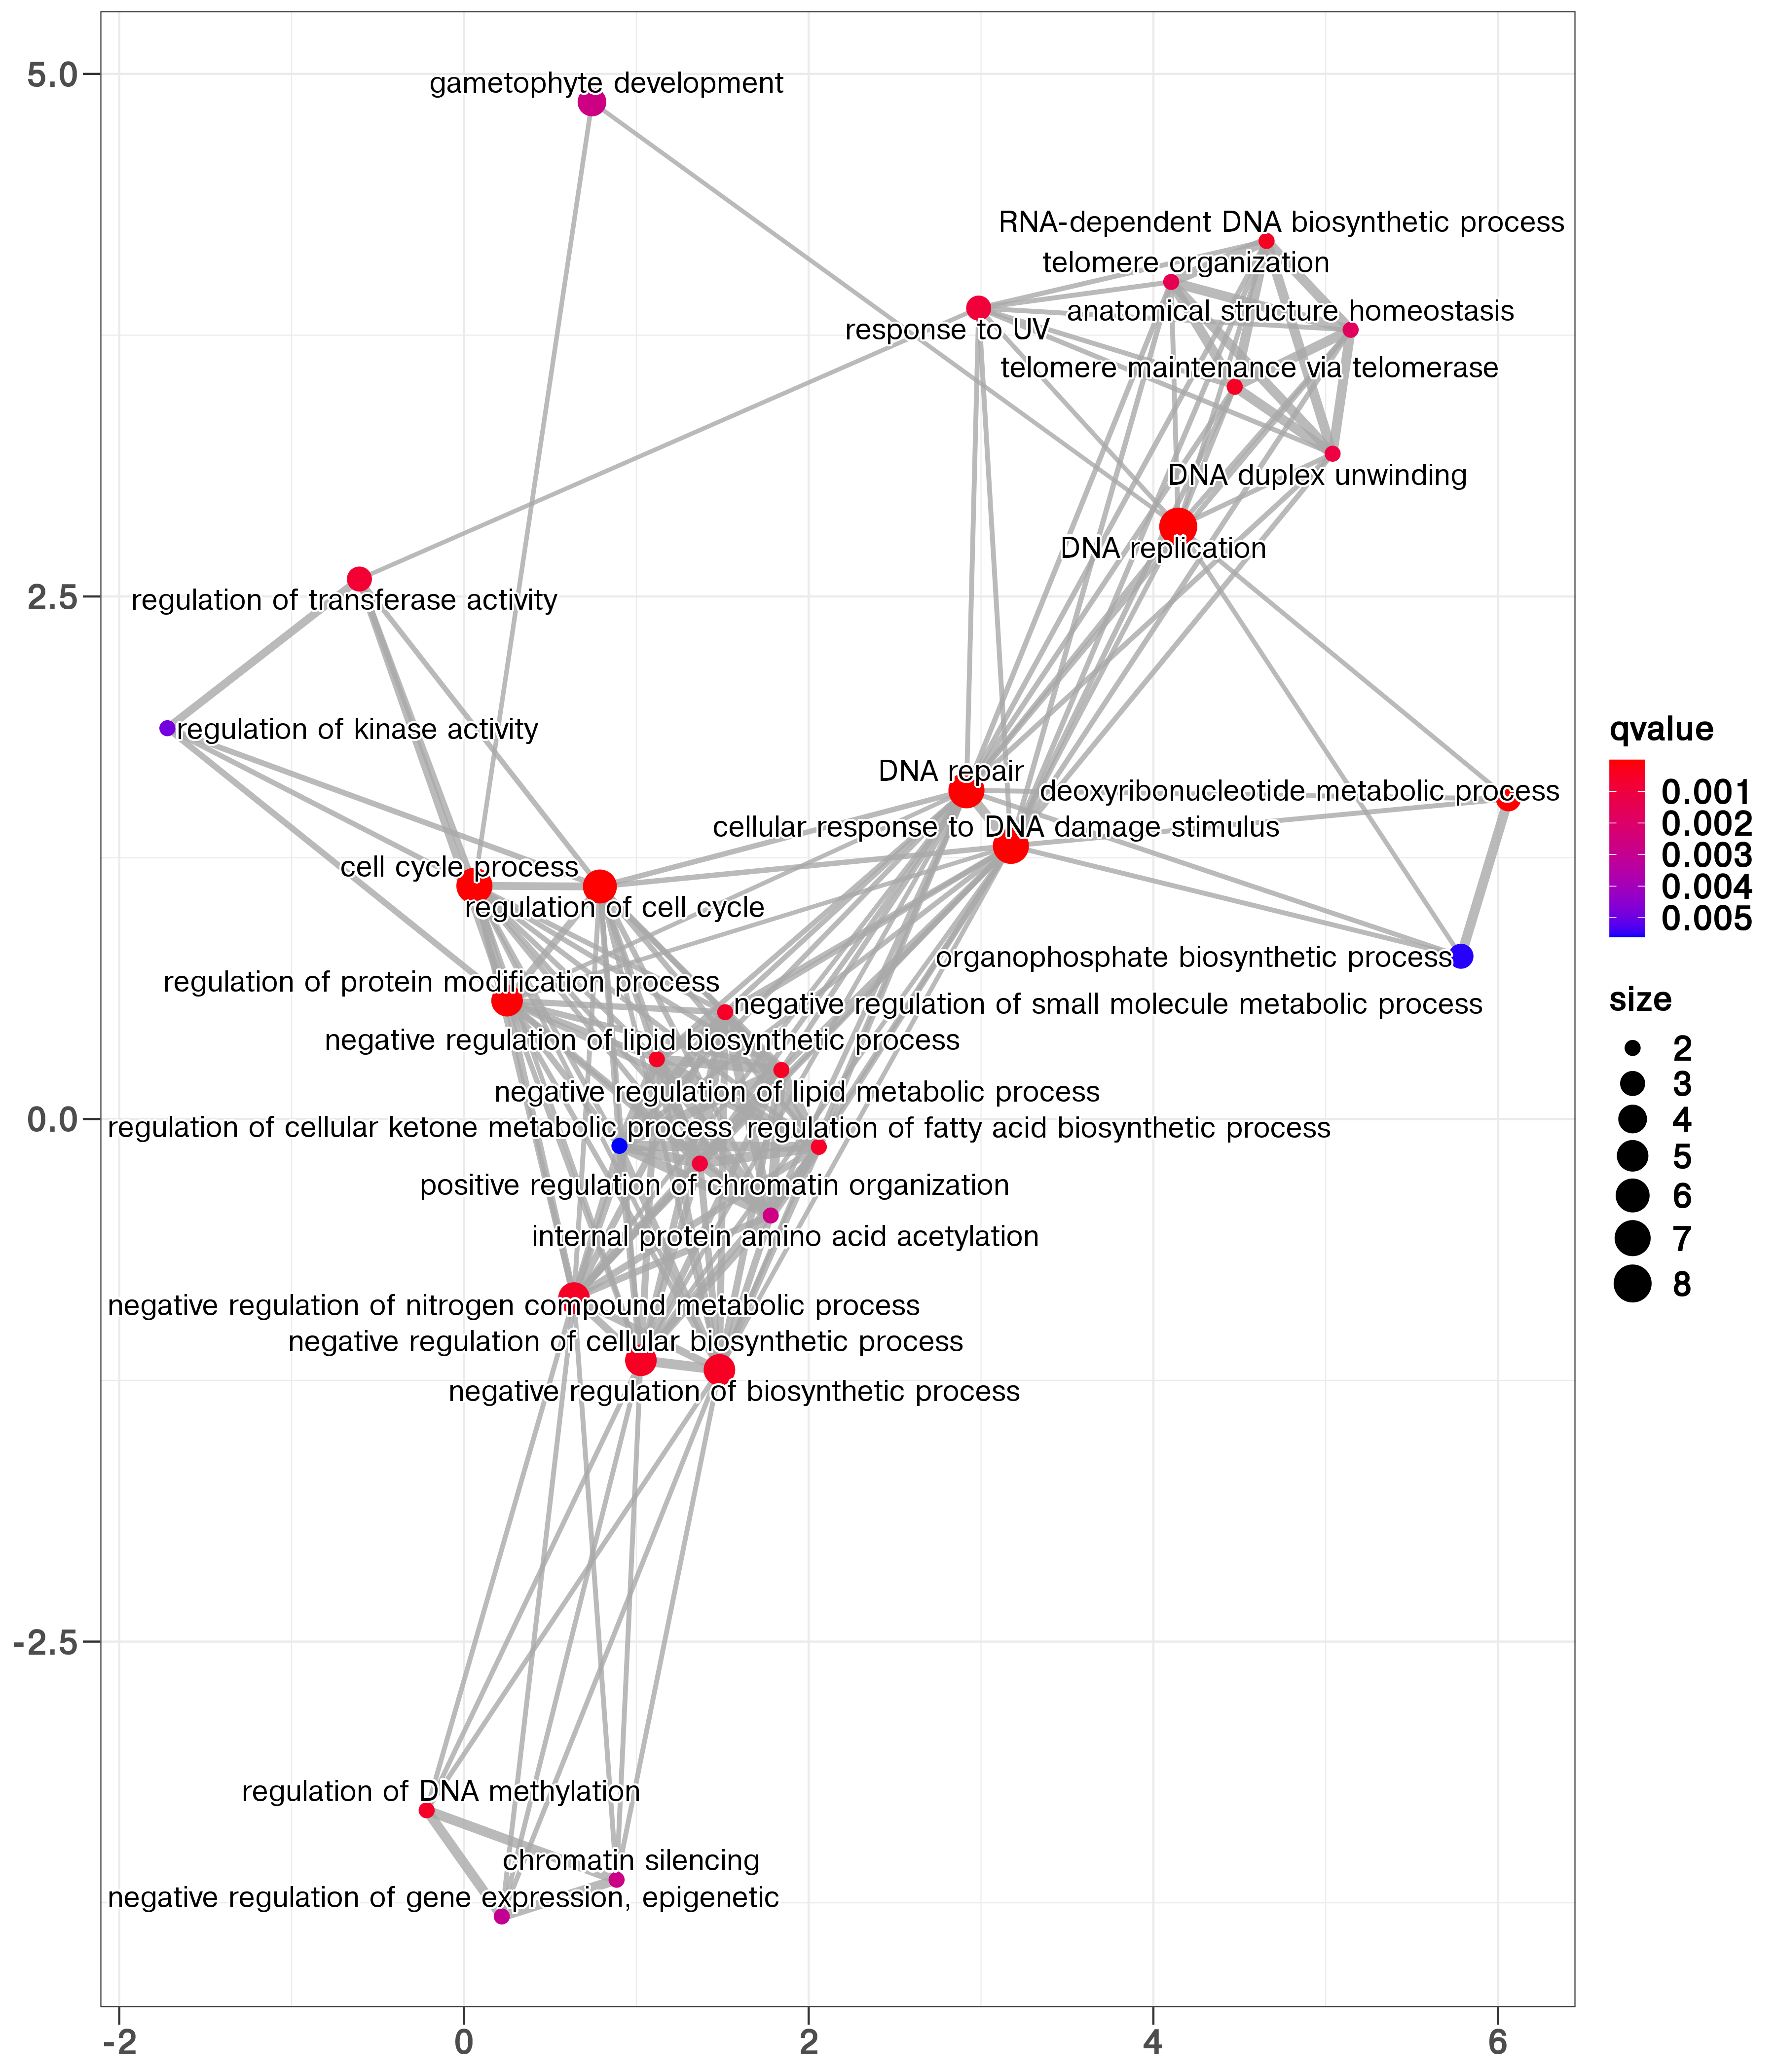 5.0
gametophyte development
RNA-dependent DNA biosynthetic process
telomere organization
anatomical structure homeostasis
response to UV
telomere maintenance via telomerase
DNA duplex unwinding
DNA replication
2.5
regulation of transferase activity
regulation of kinase activity
DNA repair
deoxyribonucleotide metabolic process
cellular response to DNA damage stimulus
cell cycle process
regulation of cell cycle
organophosphate biosynthetic process
regulation of protein modification process
negative regulation of small molecule metabolic process
negative regulation of lipid biosynthetic process
negative regulation of lipid metabolic process
0.0
regulation of cellular ketone metabolic process
regulation of fatty acid biosynthetic process
positive regulation of chromatin organization
internal protein amino acid acetylation
negative regulation of nitrogen compound metabolic process
negative regulation of cellular biosynthetic process
negative regulation of biosynthetic process
-2.5
regulation of DNA methylation
chromatin silencing
negative regulation of gene expression, epigenetic
-2 0 2 4 6
qvalue
0.001
0.002
0.003
0.004
0.005
size
2
3
4
5
6
7
8